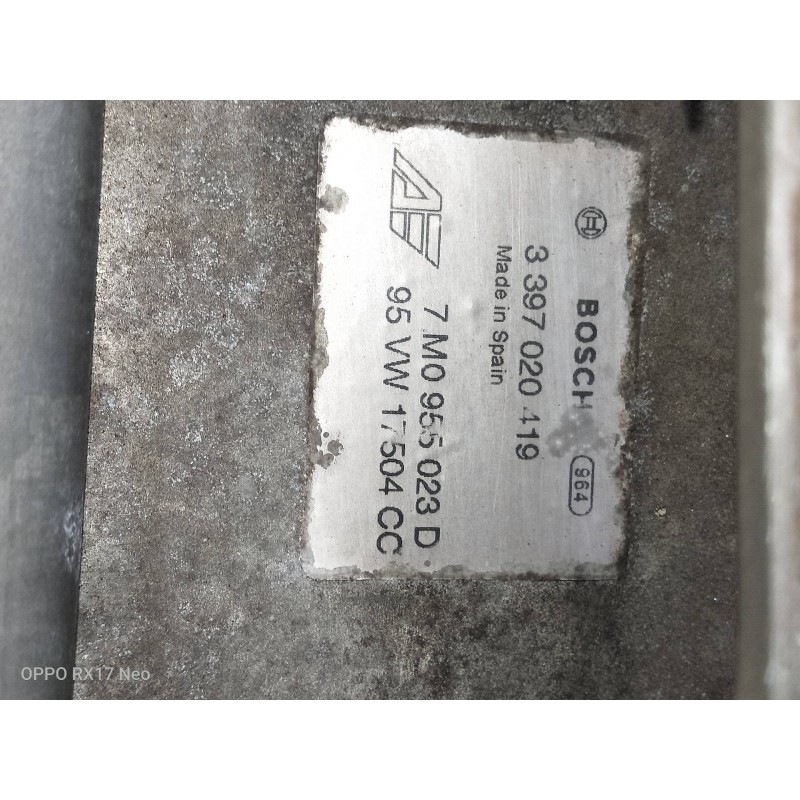 BOSCH 964
3 397 020 419
Made in Spain
7 M0 955 023 D
95 VW 17504 CC
OPPO RX17 Neo